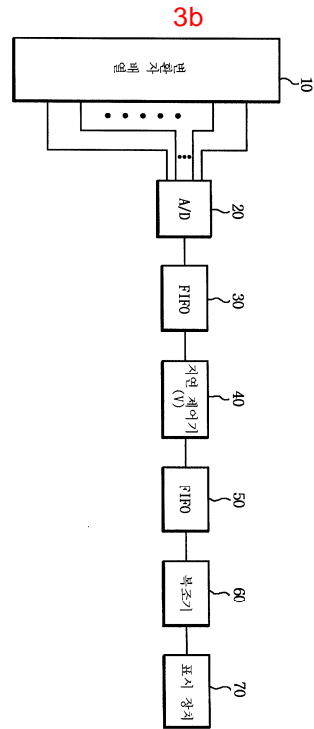 3b
변환자 배열
10
A/D
20
FIFO
30
지연 제어기
(V)
40
FIFO
50
복조기
60
표시 장치
70